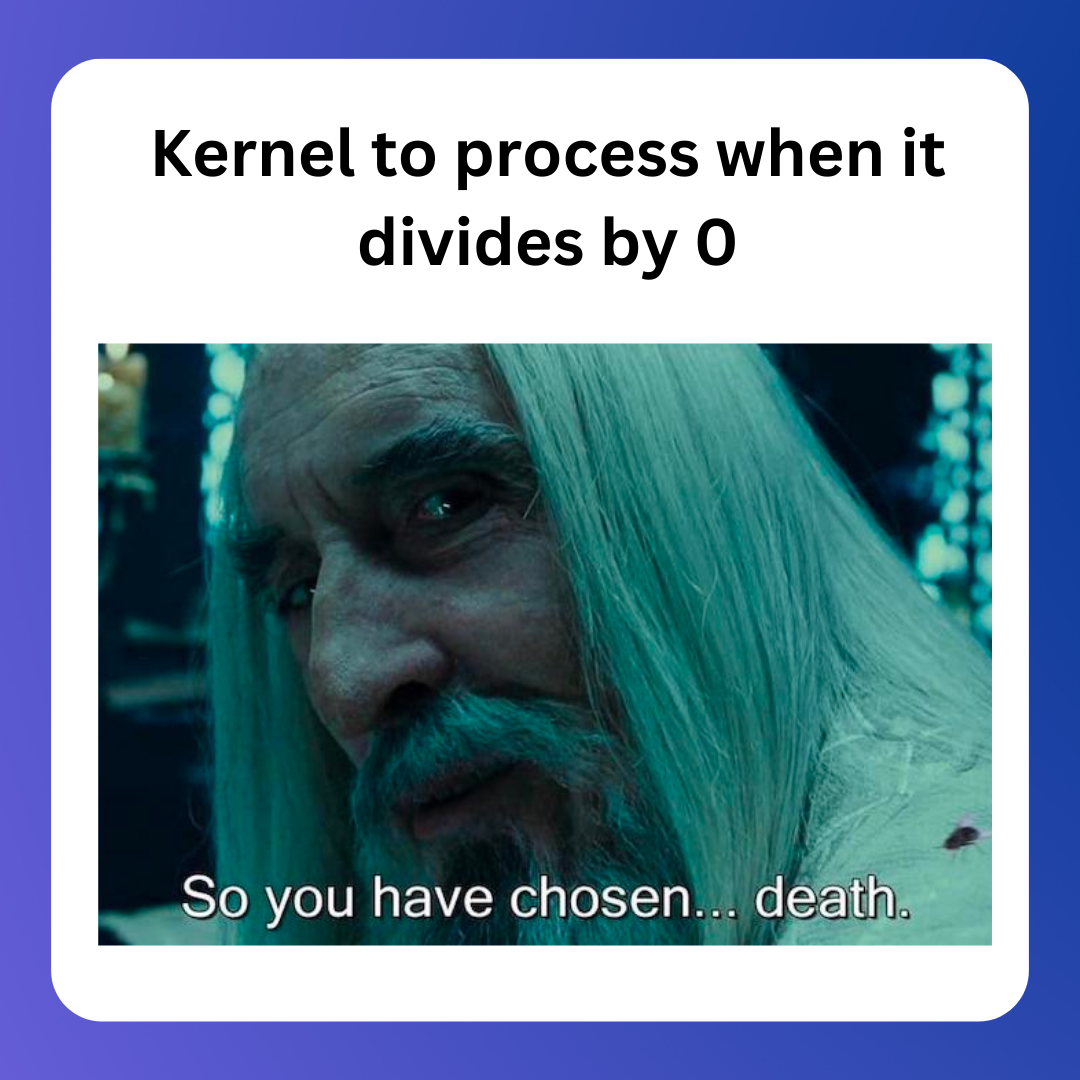 Kernel to process when it
divides by 0
So you have chosen... death.